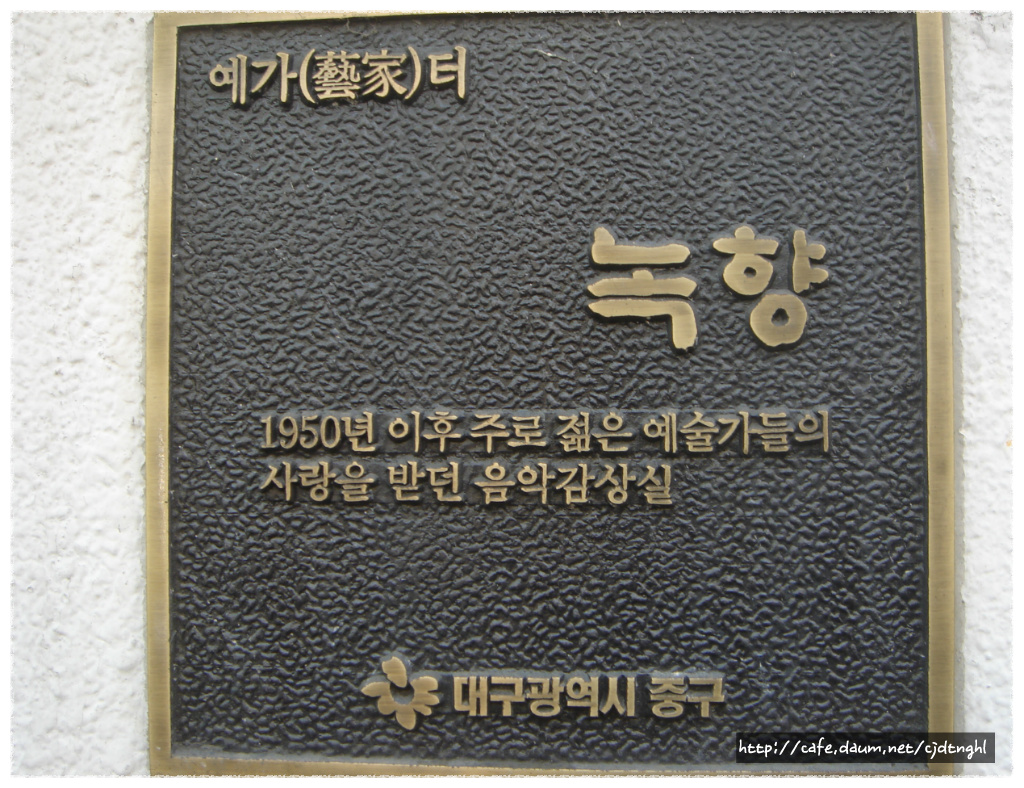 예가(藝家)터
녹향
1950년 이후 주로 젊은 예술가들의
사랑을 받던 음악감상실
대구광역시 중구
http://cafe.daum.net/cjdtnghl